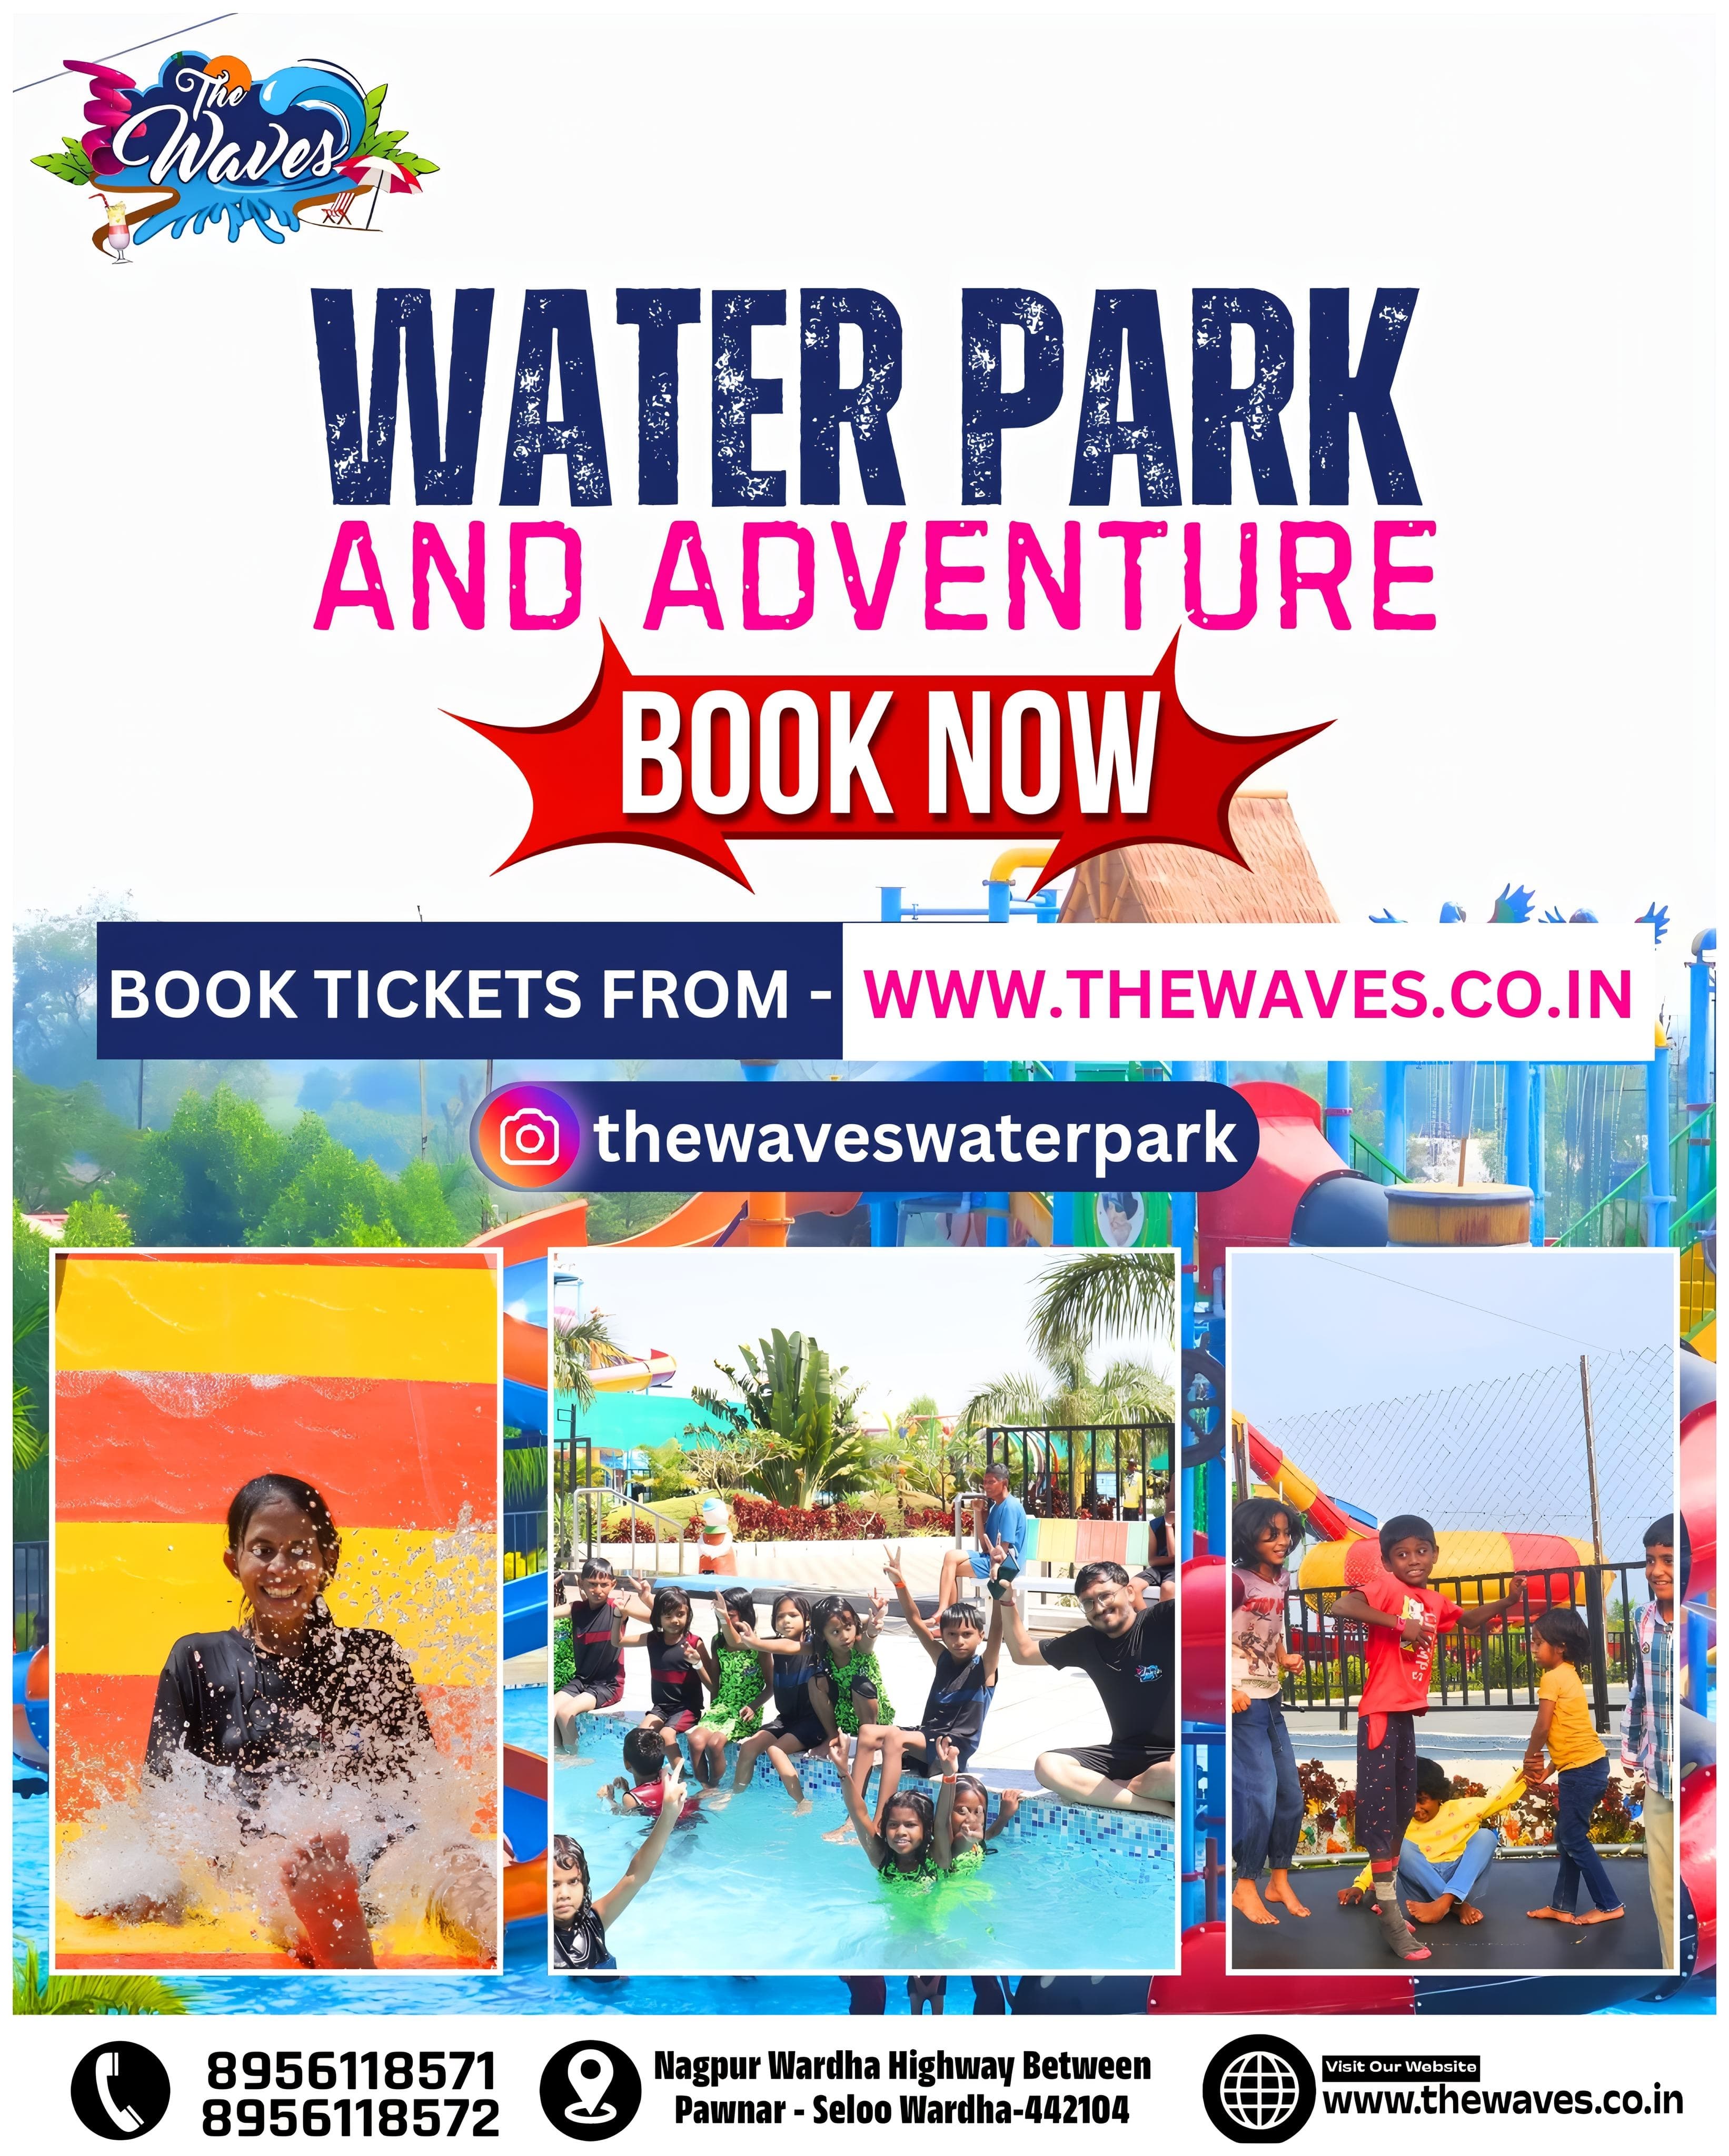 The
Waves
WATER PARK
AND ADVENTURE
BOOK NOW
BOOK TICKETS FROM - WWW.THEWAVES.CO.IN
thewaveswaterpark
8956118571
8956118572
Nagpur Wardha Highway Between
Pawnar - Seloo Wardha-442104
Visit Our Website
www.thewaves.co.in